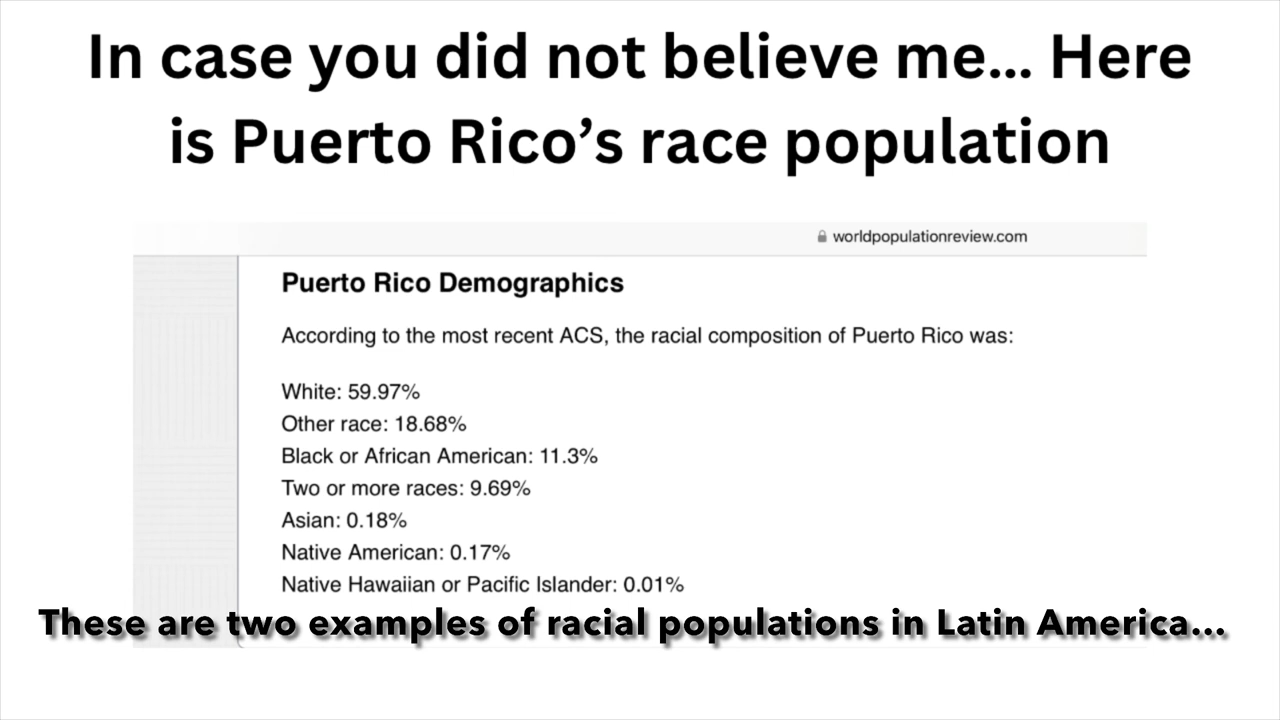 In case you did not believe me... Here
is Puerto Rico’s race population
worldpopulationreview.com
Puerto Rico Demographics
According to the most recent ACS, the racial composition of Puerto Rico was:
White: 59.97%
Other race: 18.68%
Black or African American: 11.3%
Two or more races: 9.69%
Asian: 0.18%
Native American: 0.17%
Native Hawaiian or Pacific Islander: 0.01%
These are two examples of racial populations in Latin America...